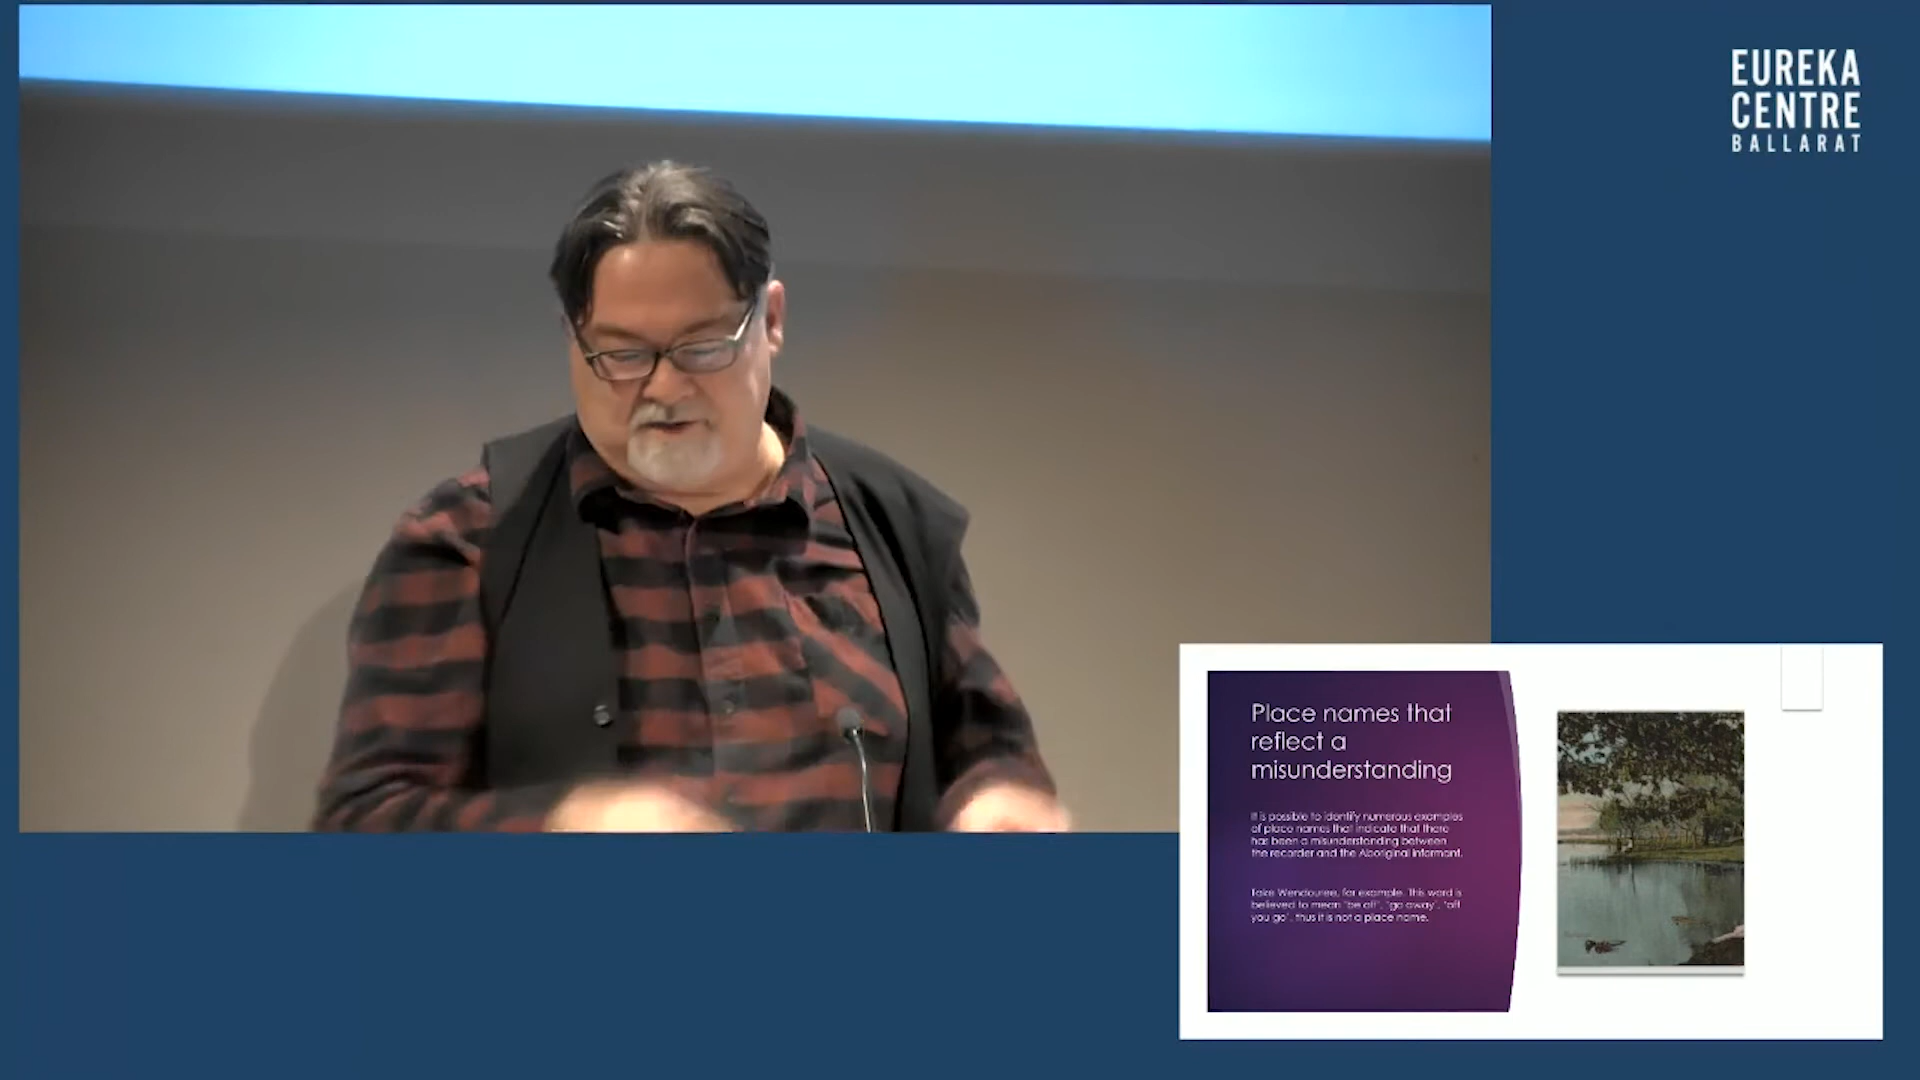 EUREKA
CENTRE
BALLARAT
Place names that
reflect a
misunderstanding
It is possible to identify numerous examples
of place names that indicate that there
has been a misunderstanding between
the recorder and the Aboriginal informant.
Take Wendouree, for example. This word is
believed to mean 'be off', 'go away', 'off
you go', thus it is not a place name.